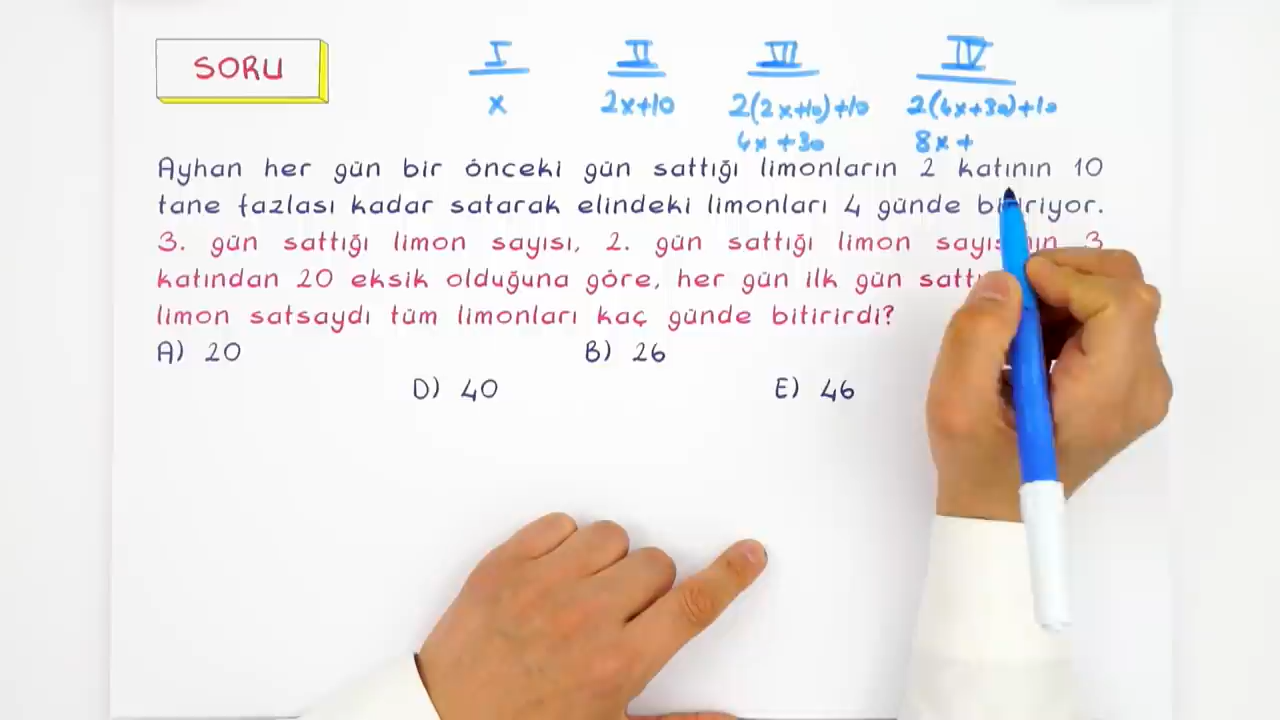 SORU
I II III IV
x 2x+10 2(2x+10)+10 2(4x+30)+10
4x+30 8x+
Ayhan her gün bir önceki gün sattığı limonların 2 katının 10
tane fazlası kadar satarak elindeki limonları 4 günde bitiriyor.
3. gün sattığı limon sayısı, 2. gün sattığı limon sayısının 3
katından 20 eksik olduğuna göre, her gün ilk gün
limon satsaydı tüm limonları kaç günde bitirirdi?
A) 20 B) 26
D) 40 E) 46